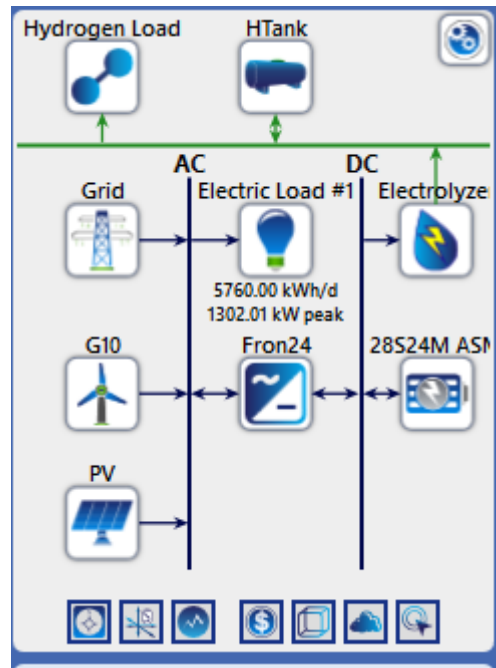 Hydrogen Load HTank
AC DC
Grid Electric Load #1 Electrolyze
5760.00 kWh/d
1302.01 kW peak
G10 Fron24 28S24M ASM
PV